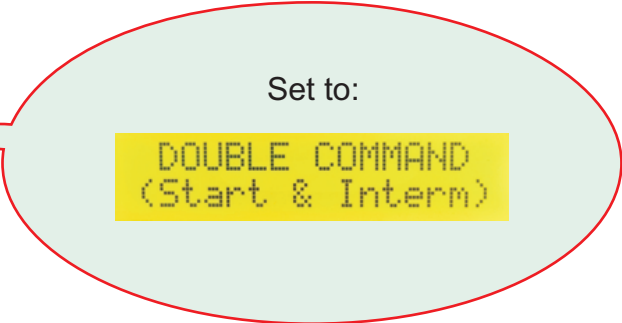 Set to:
DOUBLE COMMAND
(Start & Interm)